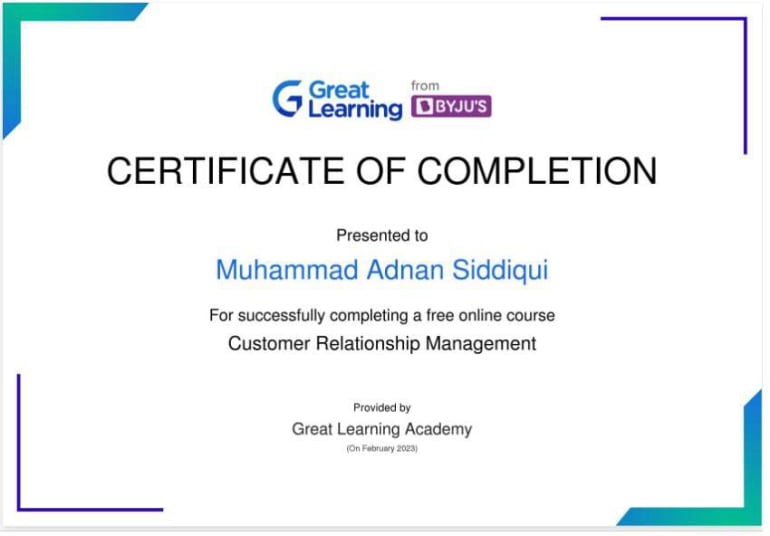 Great
Learning
from
BYJU'S
CERTIFICATE OF COMPLETION
Presented to
Muhammad Adnan Siddiqui
For successfully completing a free online course
Customer Relationship Management
Provided by
Great Learning Academy
(On February 2023)